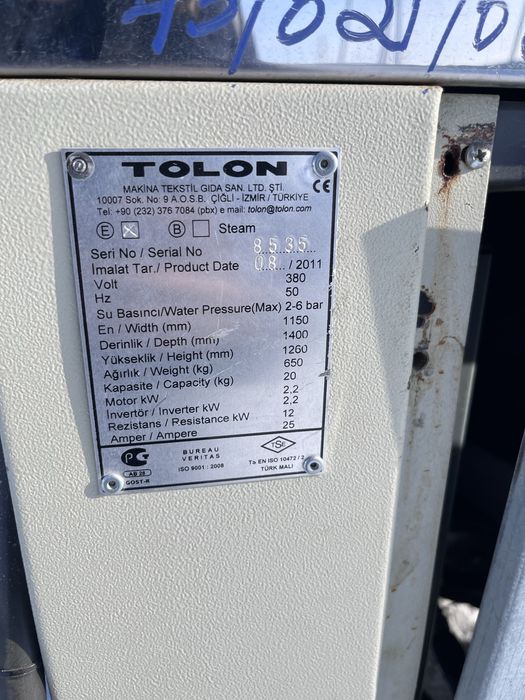 TOLON
MAKİNA TEKSTİL GIDA SAN. LTD. ŞTİ.
10007 Sok. No: 9 A.O.S.B. ÇİĞLİ - İZMİR / TÜRKİYE
Tel: +90 (232) 376 7084 (pbx) e mail: tolon@tolon.com
CE
E B Steam
Seri No / Serial No 8535
İmalat Tar./ Product Date 08 / 2011
Volt 380
Hz 50
Su Basıncı/Water Pressure(Max) 2-6 bar
En / Width (mm) 1150
Derinlik / Depth (mm) 1400
Yükseklik / Height (mm) 1260
Ağırlık / Weight (kg) 650
Kapasite / Capacity (kg) 20
Motor kW 2,2
İnvertör / Inverter kW 2,2
Rezistans / Resistance kW 12
Amper / Ampere 25
AB 28
GOST-R
BUREAU
VERITAS
ISO 9001 : 2008
TSE
Ts EN ISO 10472 / 2
TÜRK MALI